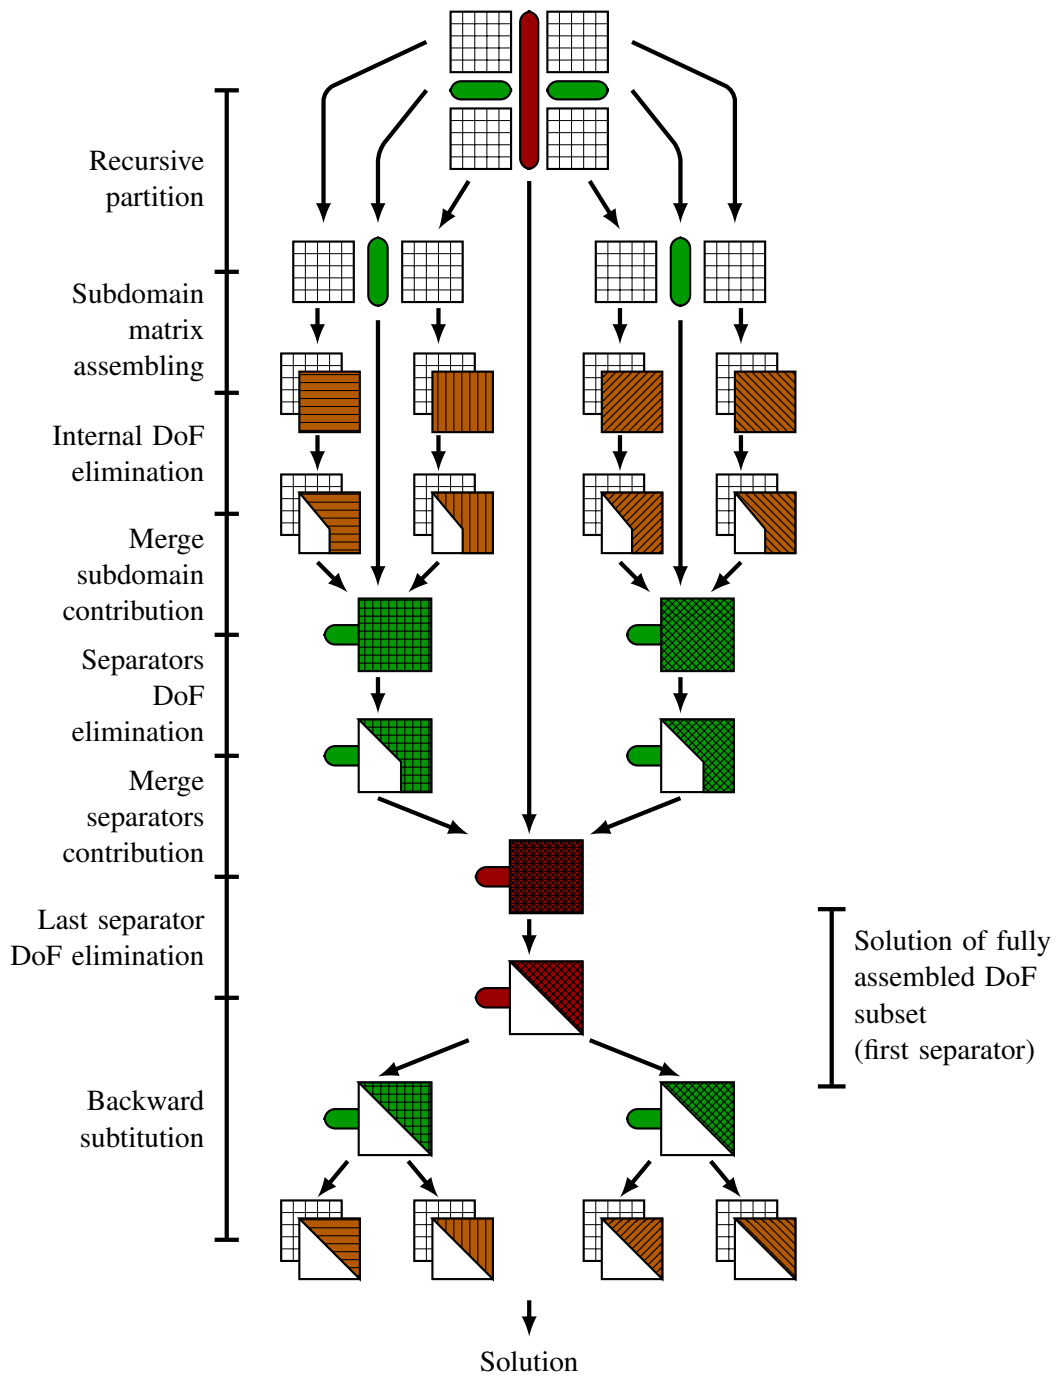 Recursive
partition
Subdomain
matrix
assembling
Internal DoF
elimination
Merge
subdomain
contribution
Separators
DoF
elimination
Merge
separators
contribution
Last separator
DoF elimination
Solution of fully
assembled DoF
subset
(first separator)
Backward
subtitution
Solution